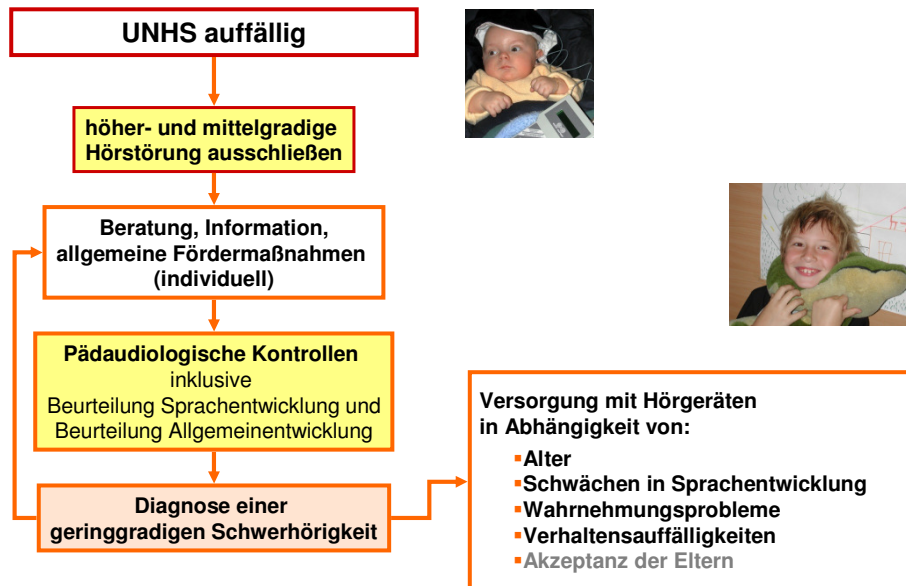 UNHS auffällig
höher- und mittelgradige
Hörstörung ausschließen
Beratung, Information,
allgemeine Fördermaßnahmen
(individuell)
Pädaudiologische Kontrollen
inklusive
Beurteilung Sprachentwicklung und
Beurteilung Allgemeinentwicklung
Diagnose einer
geringgradigen Schwerhörigkeit
Versorgung mit Hörgeräten
in Abhängigkeit von:
▪Alter
▪Schwächen in Sprachentwicklung
▪Wahrnehmungsprobleme
▪Verhaltensauffälligkeiten
▪Akzeptanz der Eltern